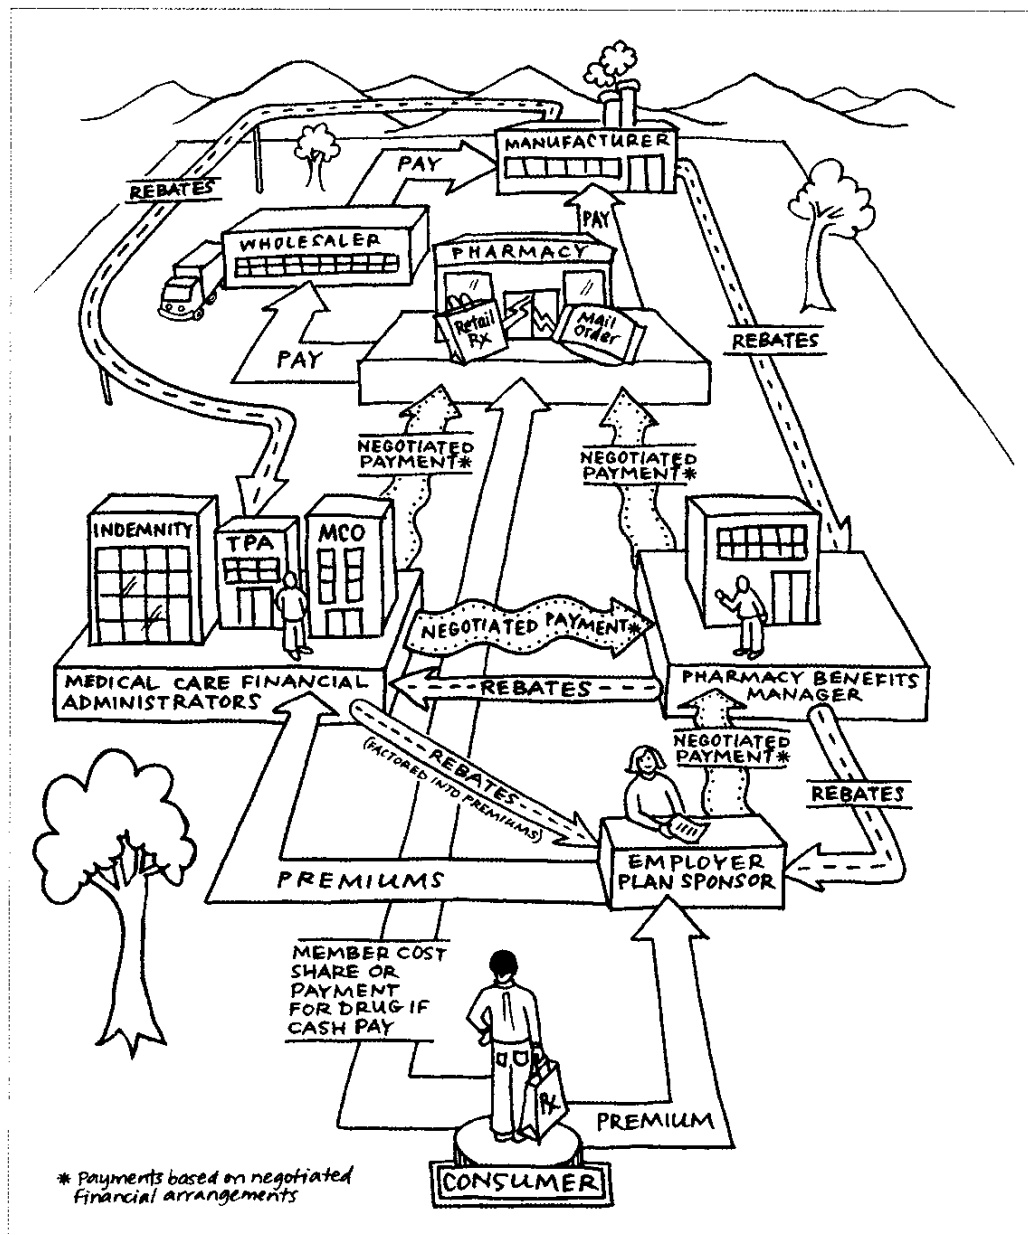 MANUFACTURER
PAY
REBATES
PAY
WHOLESALER
PHARMACY
Retail
Rx
Mail
Order
REBATES
PAY
NEGOTIATED
PAYMENT*
NEGOTIATED
PAYMENT*
INDEMNITY
TPA
MCO
NEGOTIATED PAYMENT*
MEDICAL CARE FINANCIAL
ADMINISTRATORS
REBATES
PHARMACY BENEFITS
MANAGER
REBATES
(FACTORED INTO PREMIUMS)
NEGOTIATED
PAYMENT*
REBATES
EMPLOYER
PLAN SPONSOR
PREMIUMS
MEMBER COST
SHARE OR
PAYMENT
FOR DRUG IF
CASH PAY
Rx
PREMIUM
CONSUMER
* Payments based on negotiated
Financial arrangements